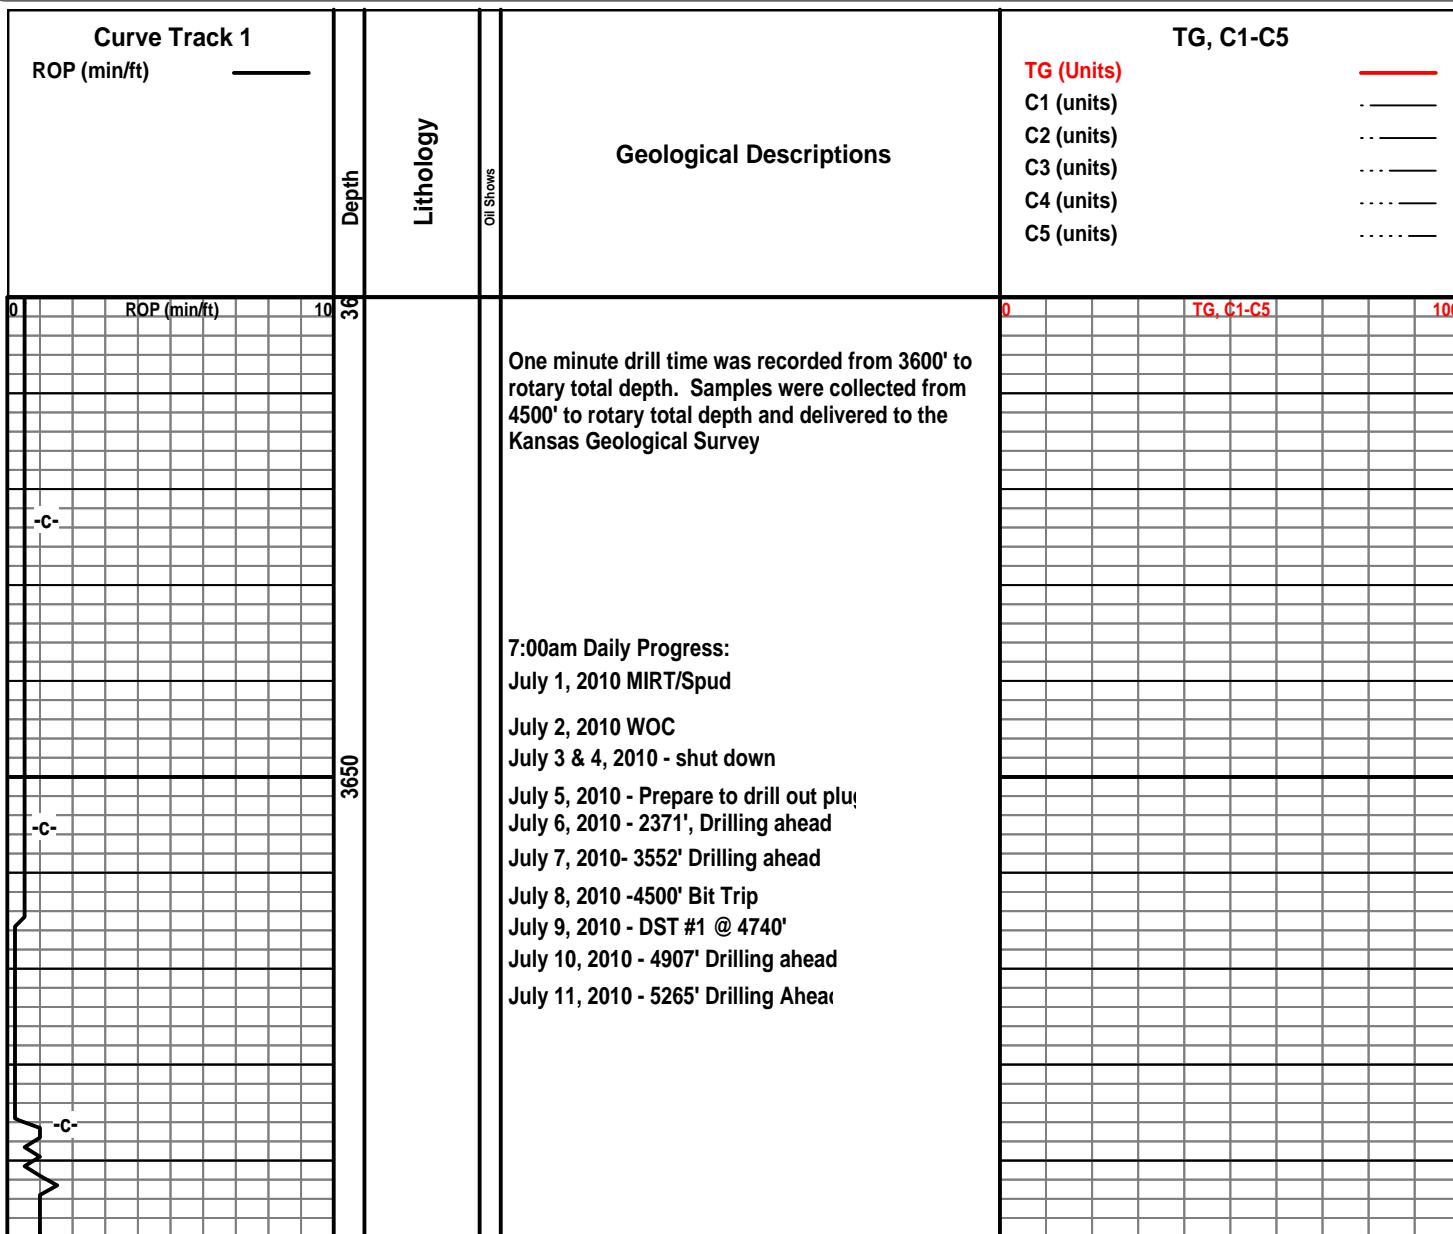 Curve Track 1
ROP (min/ft)
Depth
Lithology
Oil Shows
Geological Descriptions
TG, C1-C5
TG (Units)
C1 (units)
C2 (units)
C3 (units)
C4 (units)
C5 (units)
0 ROP (min/ft) 10
36
0 TG, C1-C5 100
One minute drill time was recorded from 3600' to
rotary total depth. Samples were collected from
4500' to rotary total depth and delivered to the
Kansas Geological Survey
-c-
7:00am Daily Progress:
July 1, 2010 MIRT/Spud
July 2, 2010 WOC
July 3 & 4, 2010 - shut down
3650
July 5, 2010 - Prepare to drill out plug
July 6, 2010 - 2371', Drilling ahead
-c-
July 7, 2010- 3552' Drilling ahead
July 8, 2010 -4500' Bit Trip
July 9, 2010 - DST #1 @ 4740'
July 10, 2010 - 4907' Drilling ahead
July 11, 2010 - 5265' Drilling Ahead
-c-